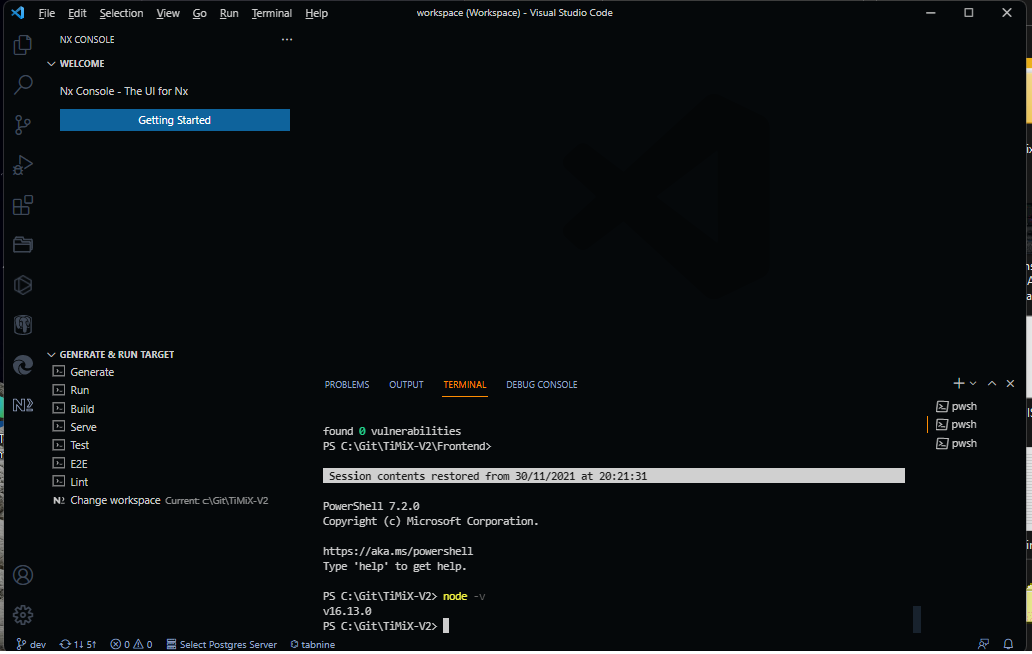 File Edit Selection View Go Run Terminal Help
workspace (Workspace) - Visual Studio Code
NX CONSOLE
WELCOME
Nx Console - The UI for Nx
Getting Started
GENERATE & RUN TARGET
Generate
Run
Build
Serve
Test
E2E
Lint
Change workspace Current: c:\Git\TiMiX-V2
PROBLEMS OUTPUT TERMINAL DEBUG CONSOLE
found 0 vulnerabilities
PS C:\Git\TiMiX-V2\Frontend>
Session contents restored from 30/11/2021 at 20:21:31
PowerShell 7.2.0
Copyright (c) Microsoft Corporation.
https://aka.ms/powershell
Type 'help' to get help.
PS C:\Git\TiMiX-V2> node -v
v16.13.0
PS C:\Git\TiMiX-V2>
pwsh
pwsh
pwsh
dev 1↓ 5↑ 0 0 Select Postgres Server tabnine